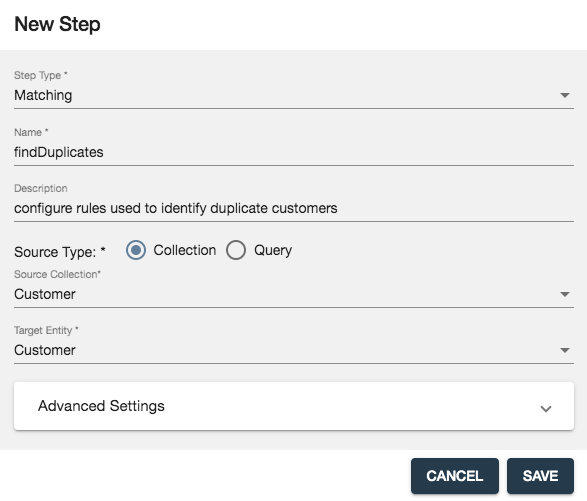 New Step
Step Type *
Matching
Name *
findDuplicates
Description
configure rules used to identify duplicate customers
Source Type: * Collection Query
Source Collection*
Customer
Target Entity *
Customer
Advanced Settings
CANCEL SAVE